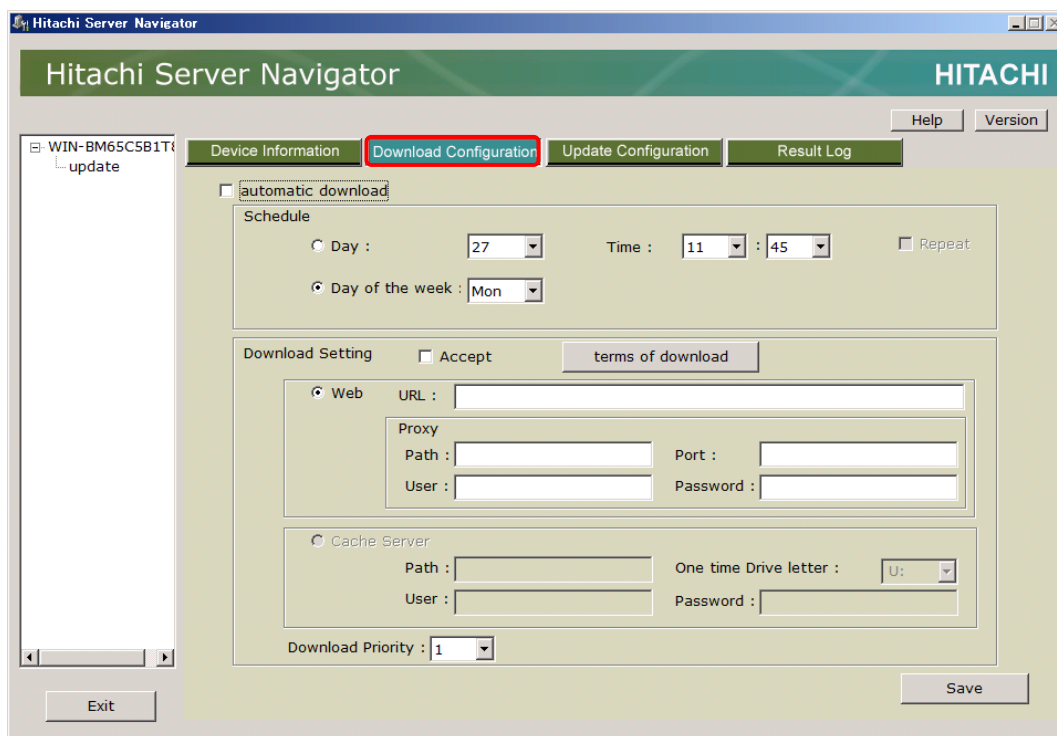 Hitachi Server Navigator
Hitachi Server Navigator HITACHI
Help Version
WIN-BM65C5B1T8
update
Device Information Download Configuration Update Configuration Result Log
automatic download
Schedule
Day : 27 Time : 11 : 45 Repeat
Day of the week : Mon
Download Setting Accept terms of download
Web URL :
Proxy
Path : Port :
User : Password :
Cache Server
Path : One time Drive letter : U:
User : Password :
Download Priority : 1
Save
Exit